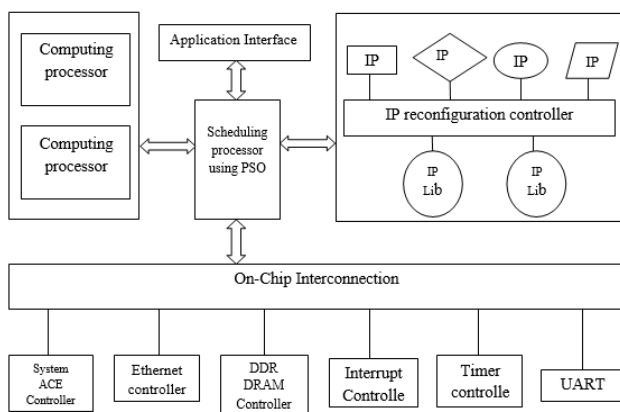 Computing
processor
Computing
processor
Application Interface
Scheduling
processor
using PSO
IP
IP
IP
IP
IP reconfiguration controller
IP
Lib
IP
Lib
On-Chip Interconnection
System
ACE
Controller
Ethernet
controller
DDR
DRAM
Controller
Interrupt
Controlle
Timer
controlle
UART